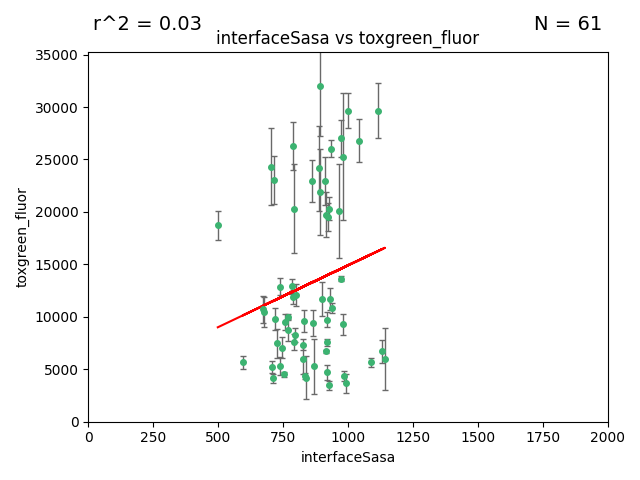 r^2 = 0.03
N = 61
interfaceSasa vs toxgreen_fluor
35000
30000
25000
20000
15000
10000
5000
0
toxgreen_fluor
0 250 500 750 1000 1250 1500 1750 2000
interfaceSasa